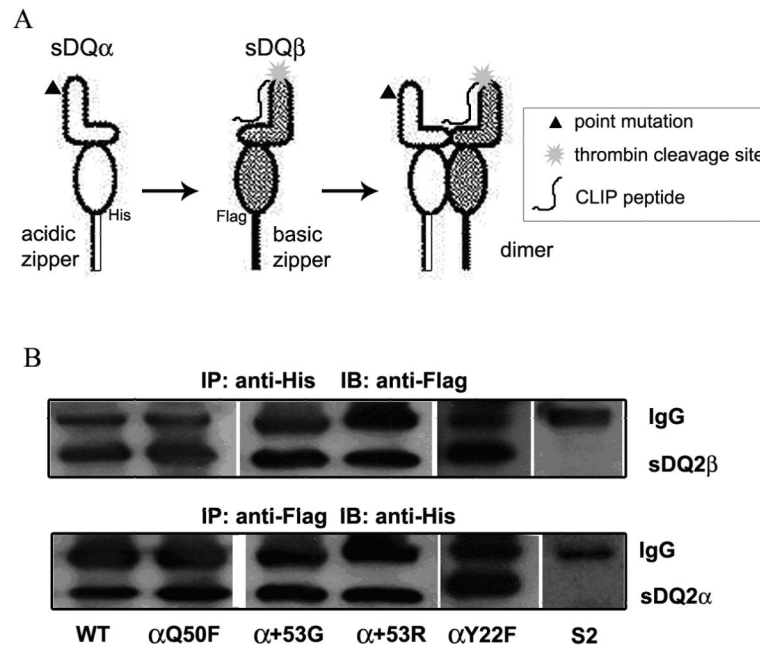 A
sDQα
sDQβ
point mutation
thrombin cleavage site
CLIP peptide
His
Flag
acidic
zipper
basic
zipper
dimer
B
IP: anti-His IB: anti-Flag
IgG
sDQ2β
IP: anti-Flag IB: anti-His
IgG
sDQ2α
WT αQ50F α+53G α+53R αY22F S2